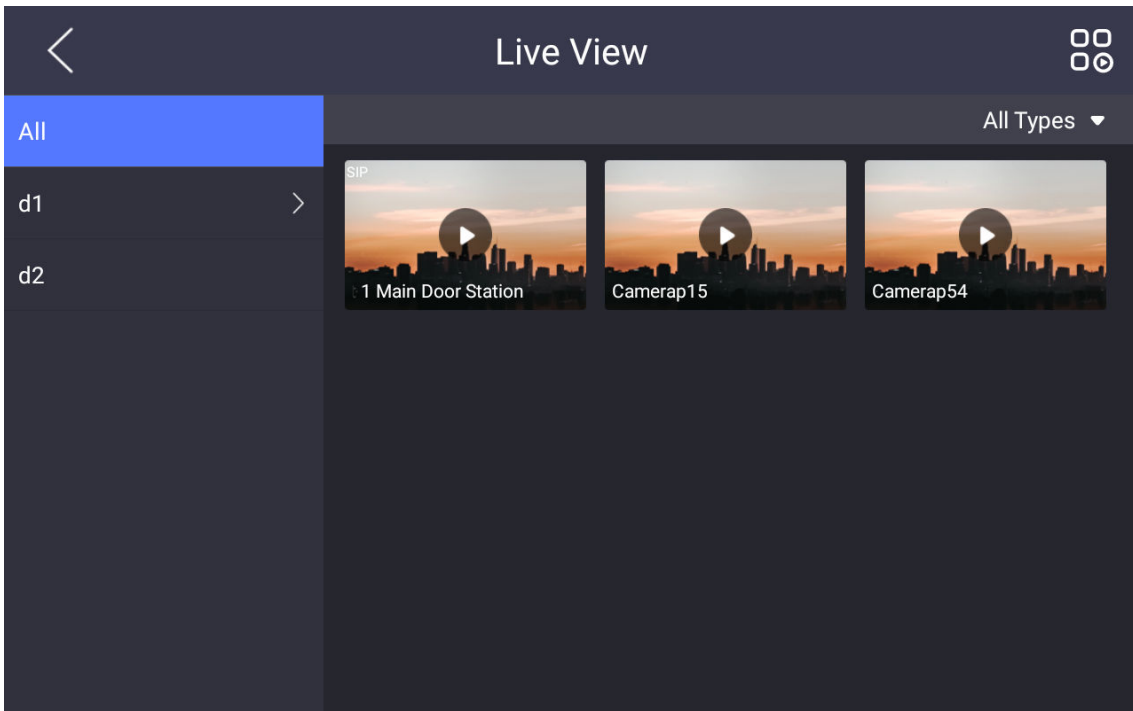 Live View
All
All Types
d1
d2
SIP
1 Main Door Station
Camerap15
Camerap54